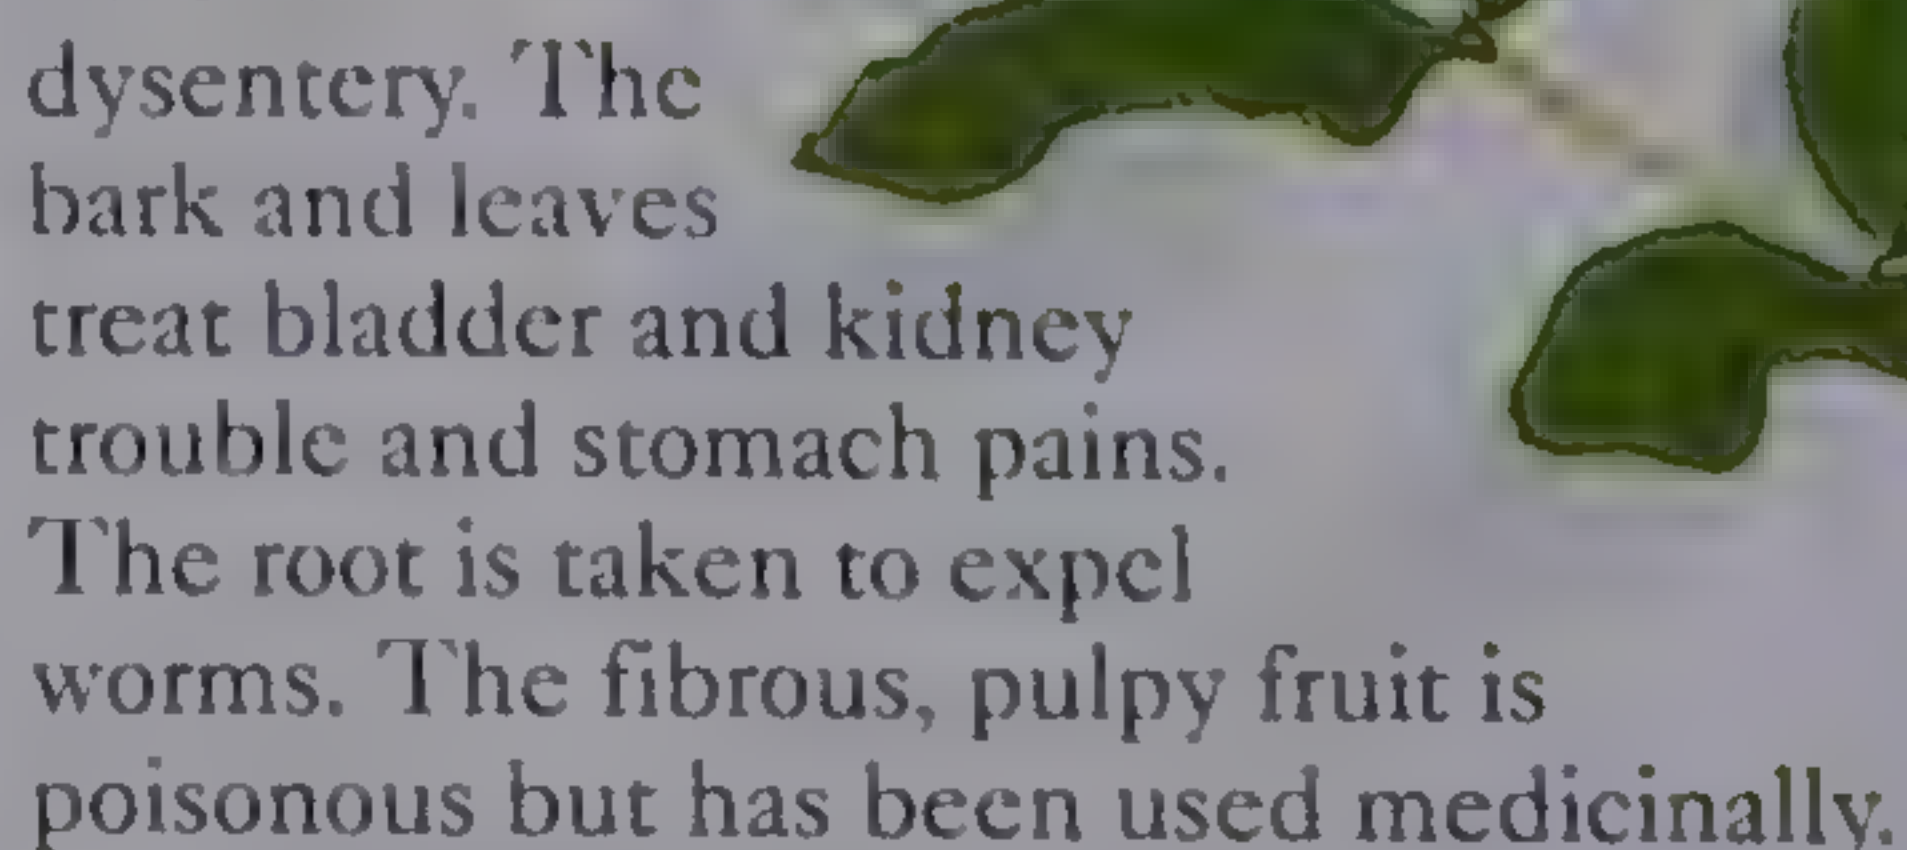 dysentery. The
bark and leaves
treat bladder and kidney
trouble and stomach pains.
The root is taken to expel
worms. The fibrous, pulpy fruit is
poisonous but has been used medicinally.